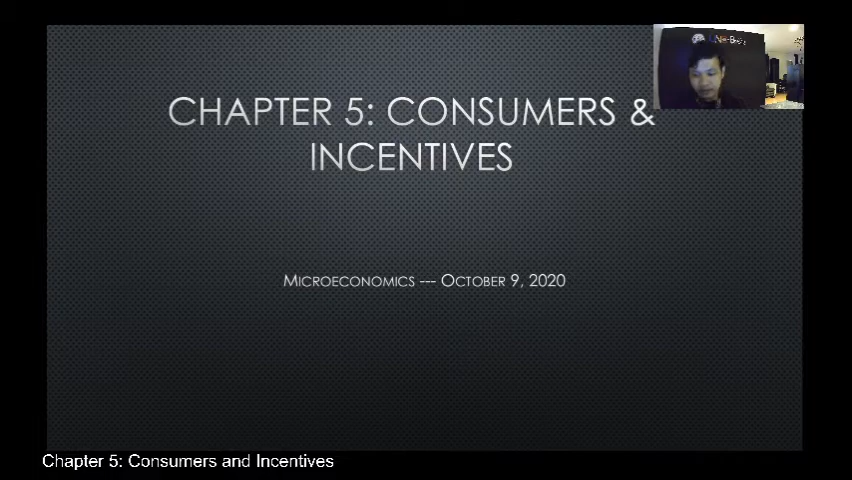 CHAPTER 5: CONSUMERS &
INCENTIVES
MICROECONOMICS --- OCTOBER 9, 2020
Chapter 5: Consumers and Incentives